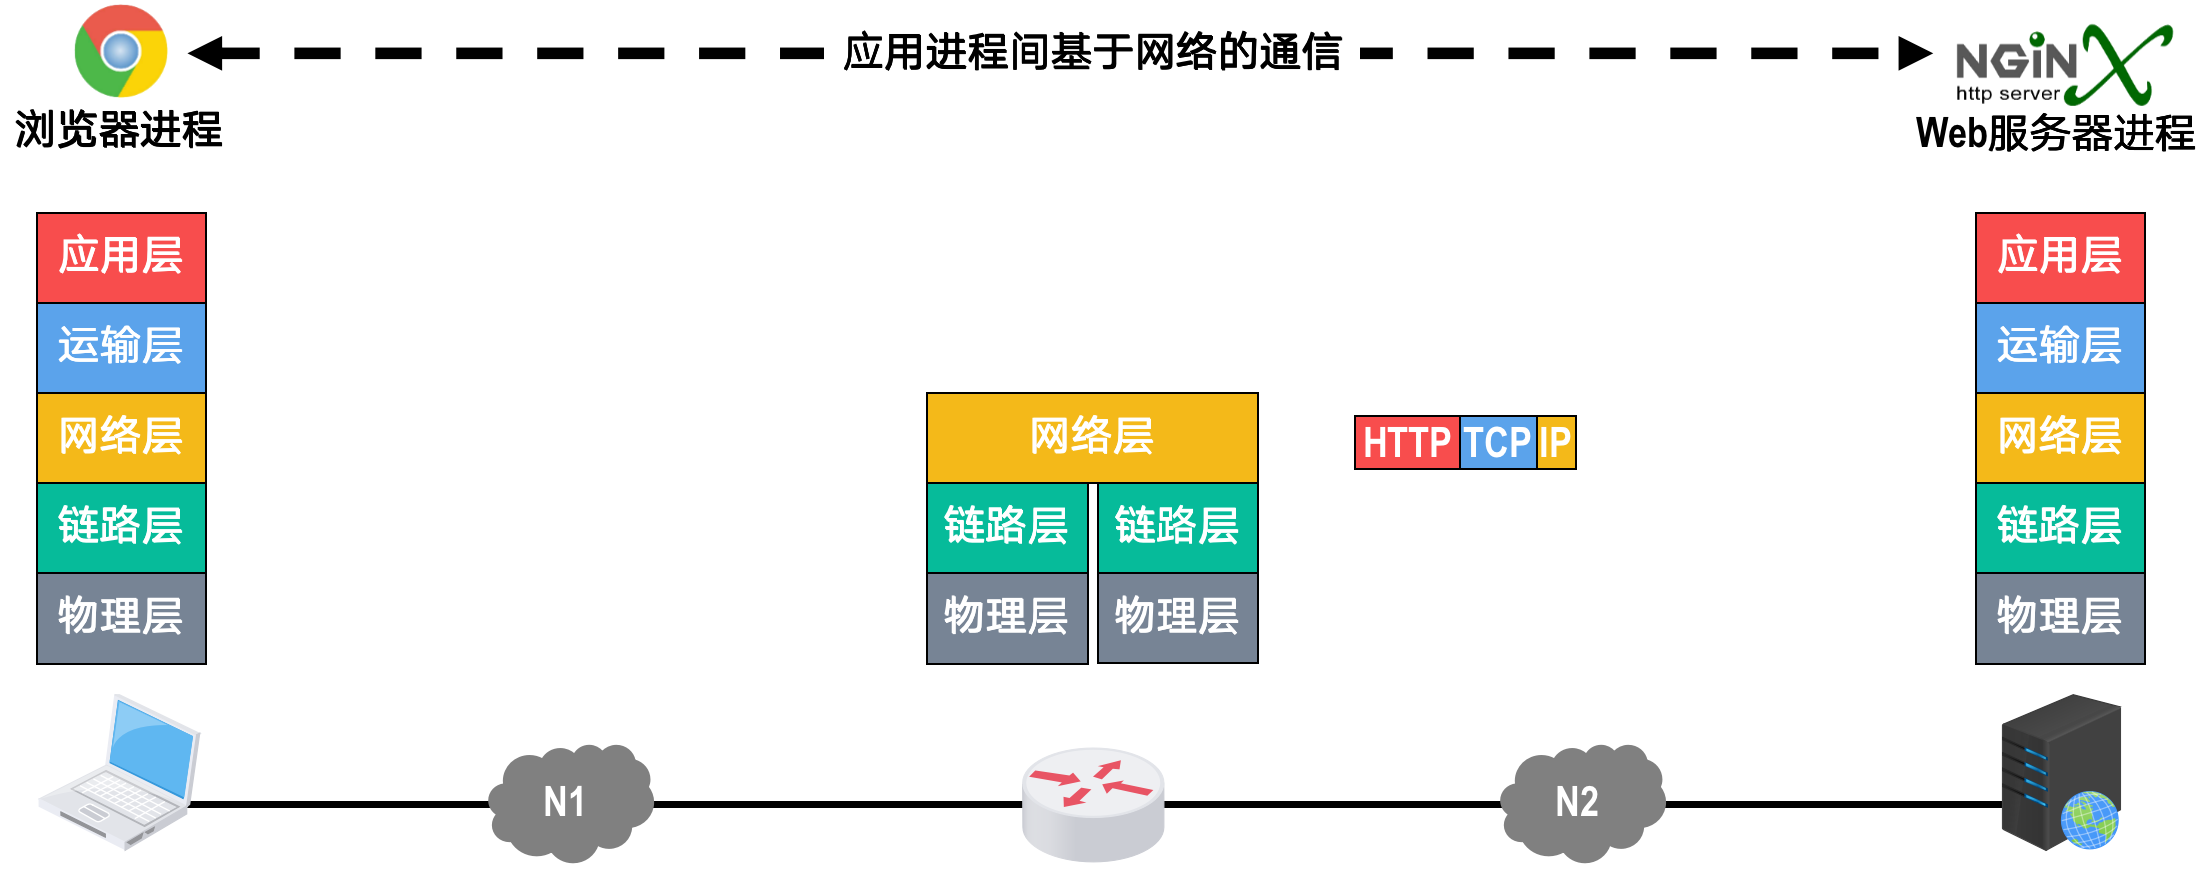 应用进程间基于网络的通信
NGiNX
http server
浏览器进程
Web服务器进程
应用层
运输层
网络层
链路层
物理层
网络层
链路层 链路层
物理层 物理层
HTTP TCP IP
应用层
运输层
网络层
链路层
物理层
N1
N2